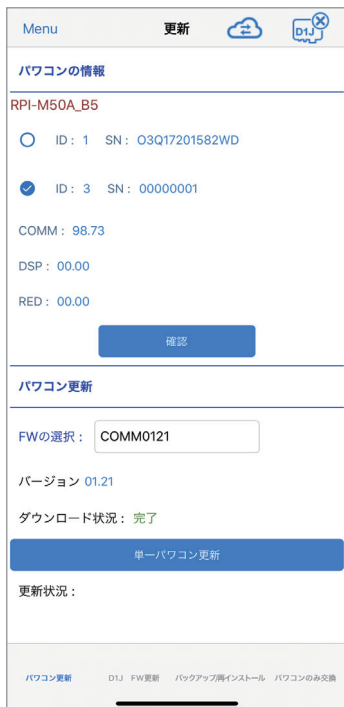 Menu 更新 D1J
パワコンの情報
RPI-M50A_B5
ID : 1 SN : O3Q17201582WD
ID : 3 SN : 00000001
COMM : 98.73
DSP : 00.00
RED : 00.00
確認
パワコン更新
FWの選択 : COMM0121
バージョン 01.21
ダウンロード状況 : 完了
単一パワコン更新
更新状況 :
パワコン更新 D1J FW更新 バックアップ/再インストール パワコンのみ交換